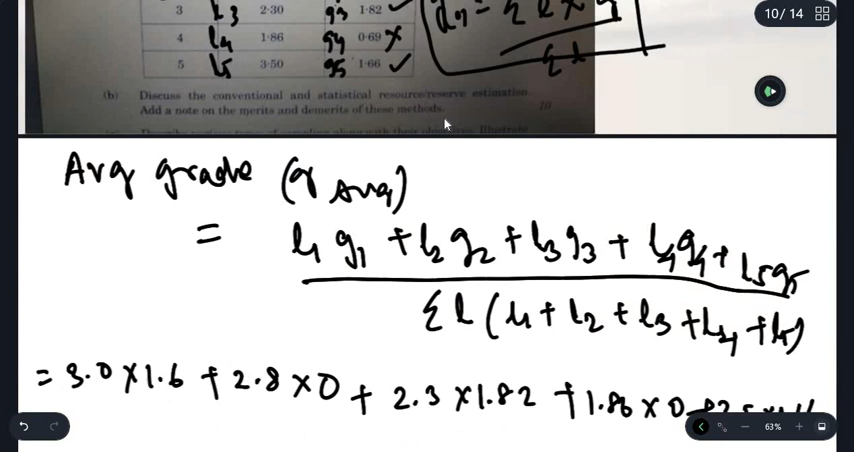 3 l3 2·30 g3 1·82
4 l4 1·86 g4 0·69 ×
5 l5 3·50 g5 1·66 ✓
10 / 14
(b) Discuss the conventional and statistical resource/reserve estimation.
Add a note on the merits and demerits of these methods. 20
Avg grade (g Avg)
= l1 g1 + l2 g2 + l3 g3 + l4 g4 + l5 g5
Σ l (l1 + l2 + l3 + l4 + l5)
= 3.0 × 1.6 + 2.8 × 0 + 2.3 × 1.82 + 1.86 × 0
63%